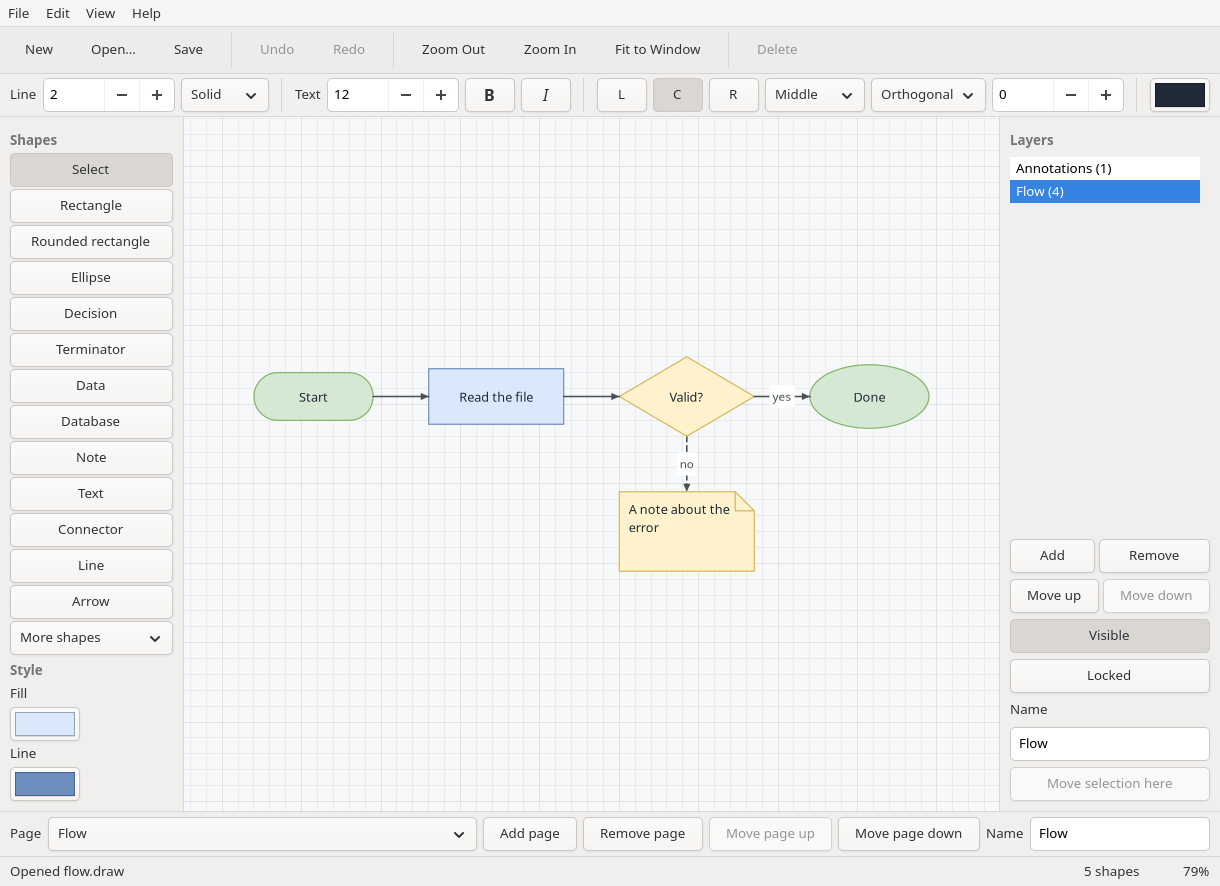 File Edit View Help
New Open... Save Undo Redo Zoom Out Zoom In Fit to Window Delete
Line 2 Solid Text 12 B I L C R Middle Orthogonal 0
Shapes
Select
Rectangle
Rounded rectangle
Ellipse
Decision
Terminator
Data
Database
Note
Text
Connector
Line
Arrow
More shapes
Style
Fill
Line
Start
Read the file
Valid?
yes
Done
no
A note about the
error
Layers
Annotations (1)
Flow (4)
Add Remove
Move up Move down
Visible
Locked
Name
Flow
Move selection here
Page Flow Add page Remove page Move page up Move page down Name Flow
Opened flow.draw 5 shapes 79%